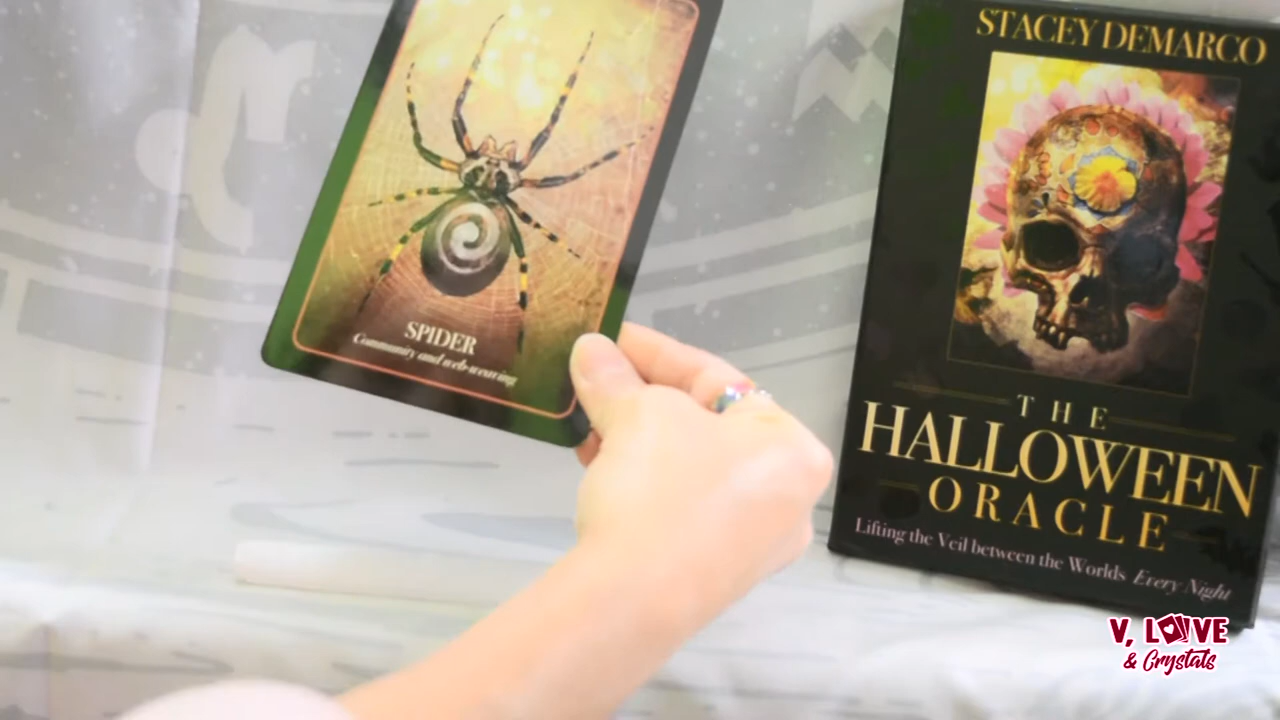 SPIDER
Community and web-weaving
STACEY DEMARCO
THE
HALLOWEEN
ORACLE
Lifting the Veil between the Worlds Every Night
V, LOVE
& Crystals